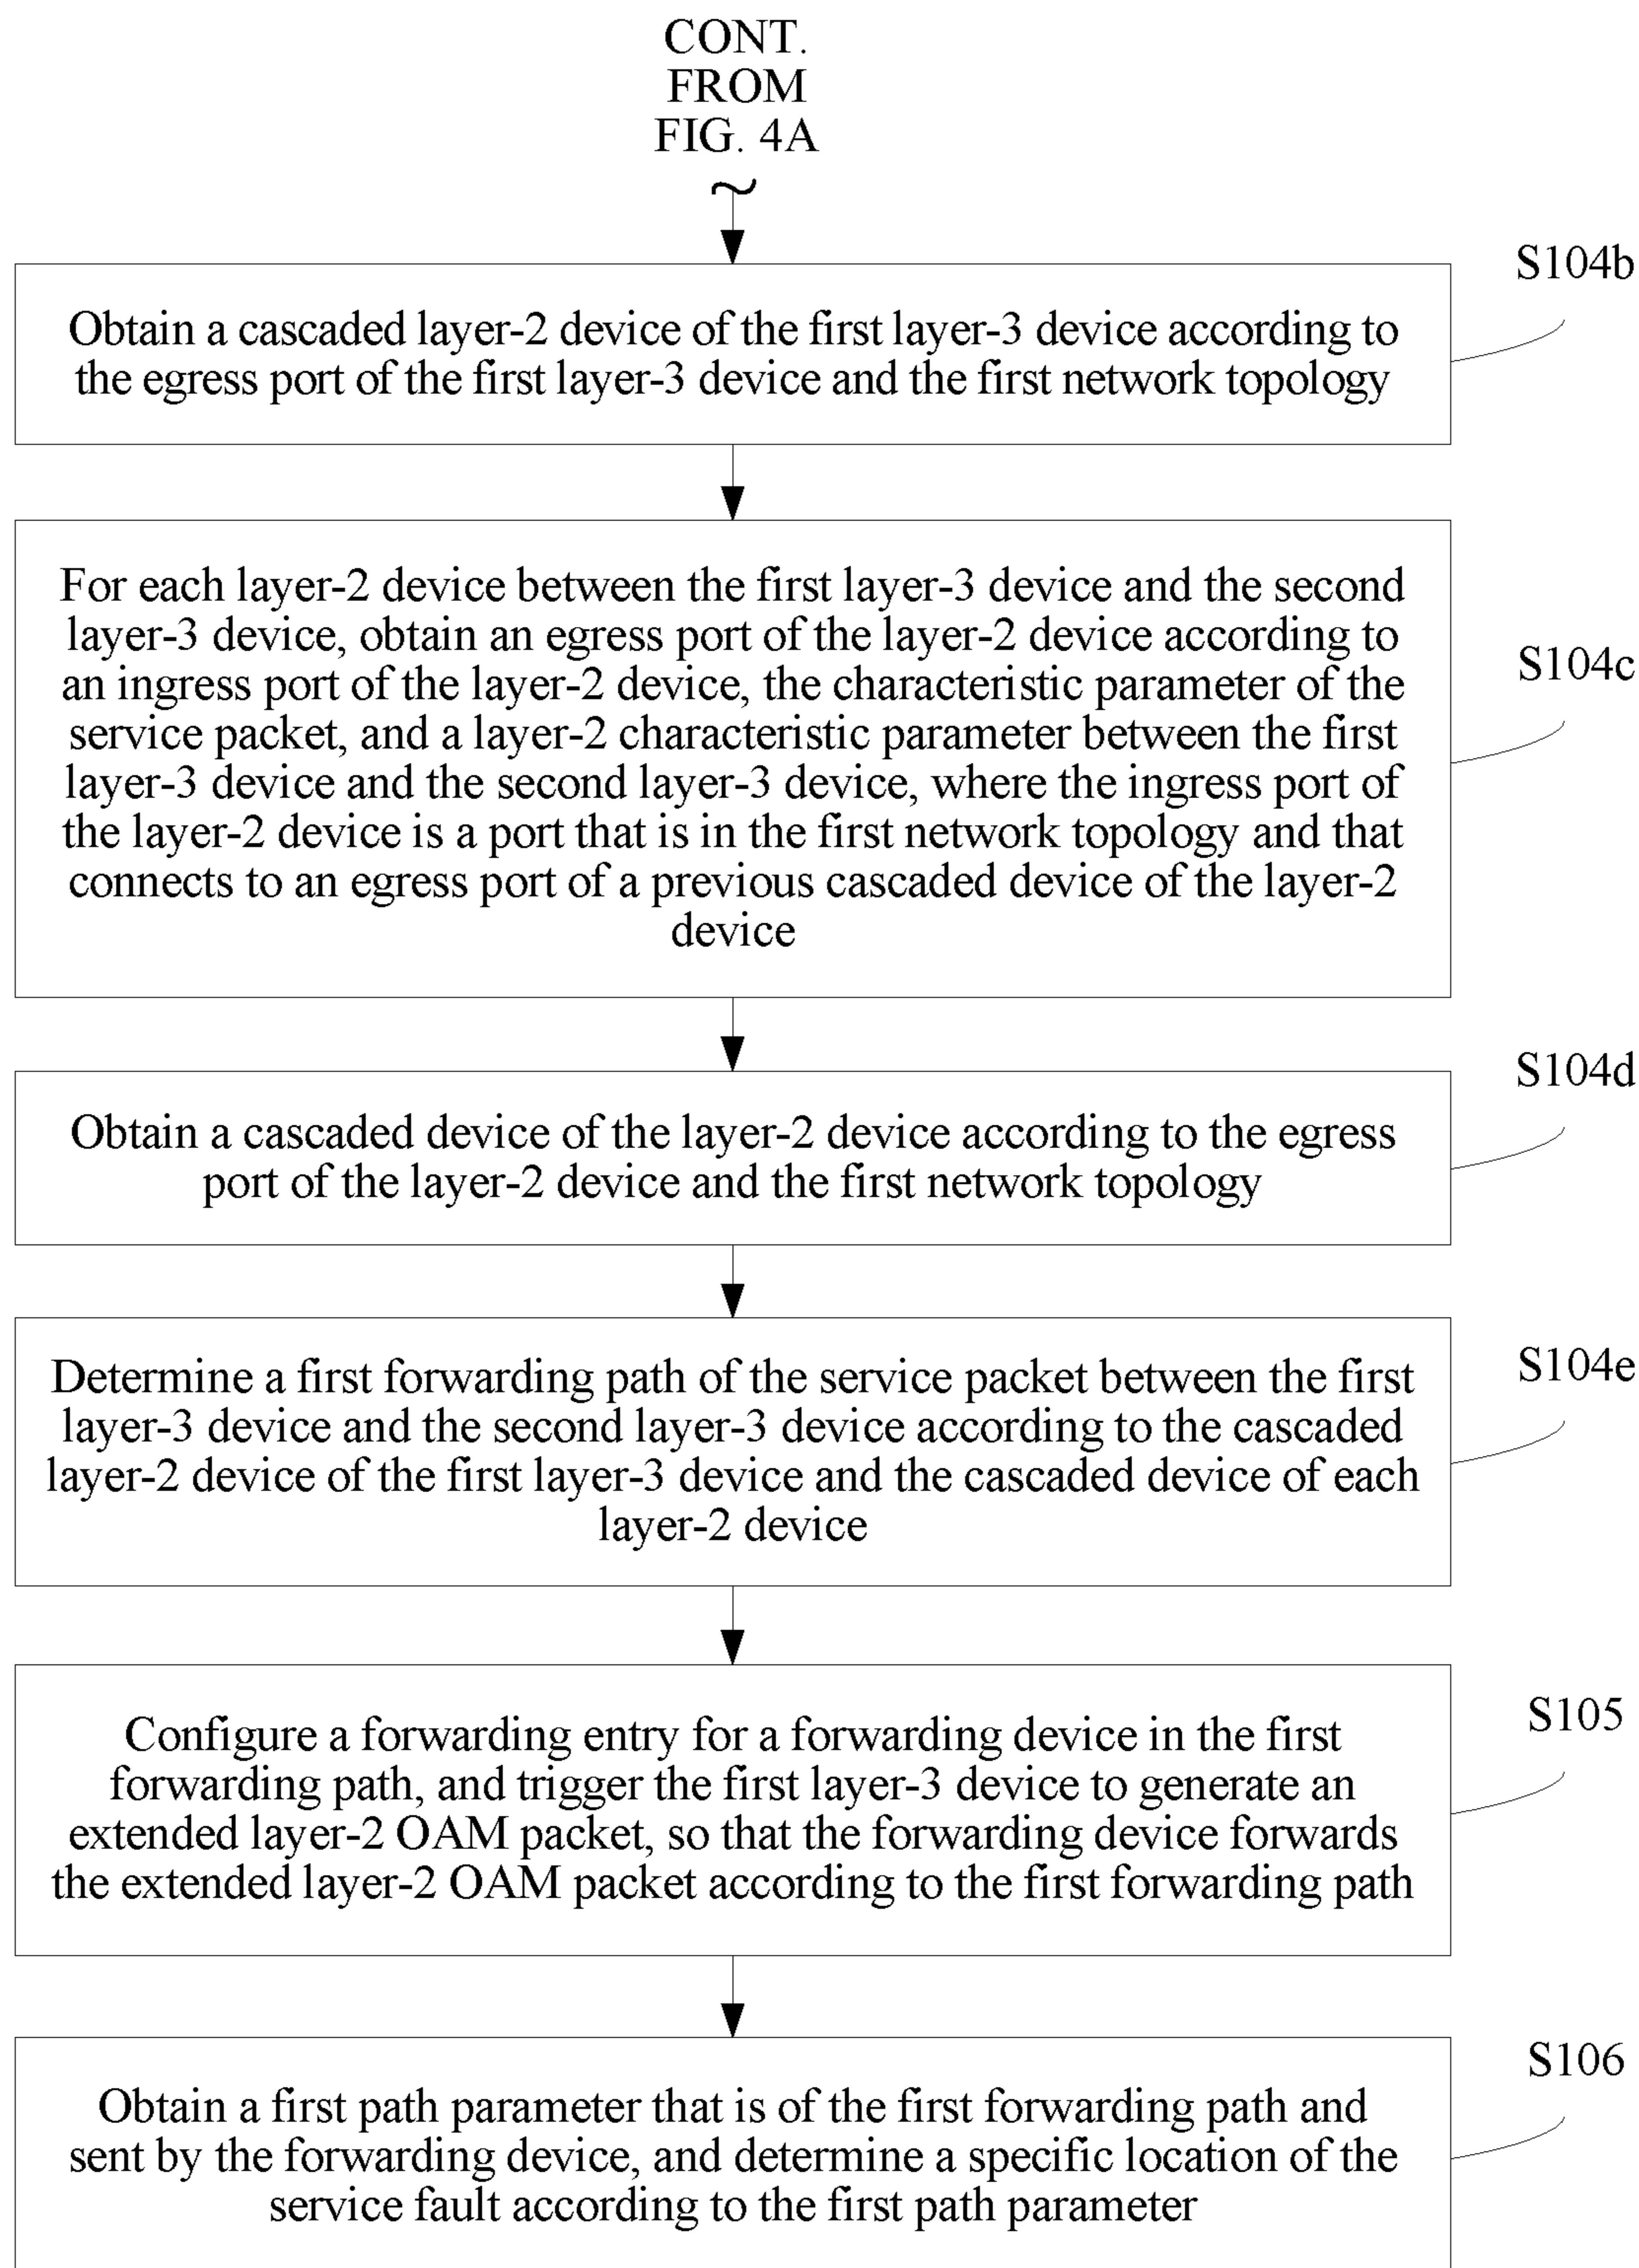 CONT.
FROM
FIG. 4A
S104b
Obtain a cascaded layer-2 device of the first layer-3 device according to
the egress port of the first layer-3 device and the first network topology
S104c
For each layer-2 device between the first layer-3 device and the second
layer-3 device, obtain an egress port of the layer-2 device according to
an ingress port of the layer-2 device, the characteristic parameter of the
service packet, and a layer-2 characteristic parameter between the first
layer-3 device and the second layer-3 device, where the ingress port of
the layer-2 device is a port that is in the first network topology and that
connects to an egress port of a previous cascaded device of the layer-2
device
S104d
Obtain a cascaded device of the layer-2 device according to the egress
port of the layer-2 device and the first network topology
S104e
Determine a first forwarding path of the service packet between the first
layer-3 device and the second layer-3 device according to the cascaded
layer-2 device of the first layer-3 device and the cascaded device of each
layer-2 device
S105
Configure a forwarding entry for a forwarding device in the first
forwarding path, and trigger the first layer-3 device to generate an
extended layer-2 OAM packet, so that the forwarding device forwards
the extended layer-2 OAM packet according to the first forwarding path
S106
Obtain a first path parameter that is of the first forwarding path and
sent by the forwarding device, and determine a specific location of the
service fault according to the first path parameter